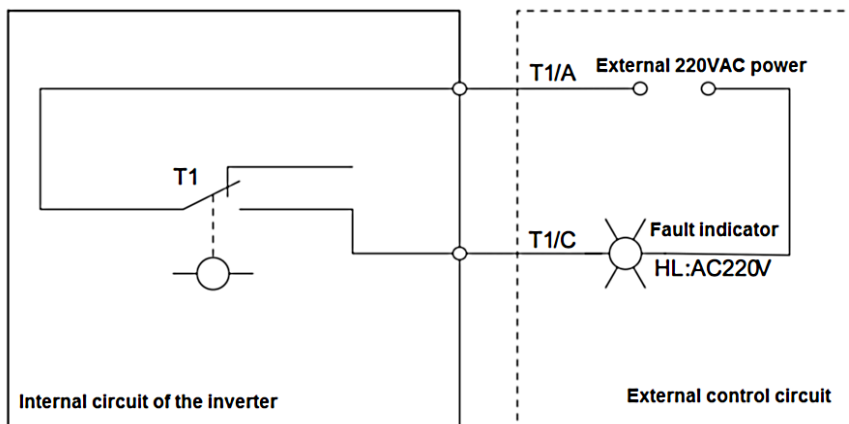 T1/A
External 220VAC power
T1
T1/C
Fault indicator
HL:AC220V
Internal circuit of the inverter
External control circuit